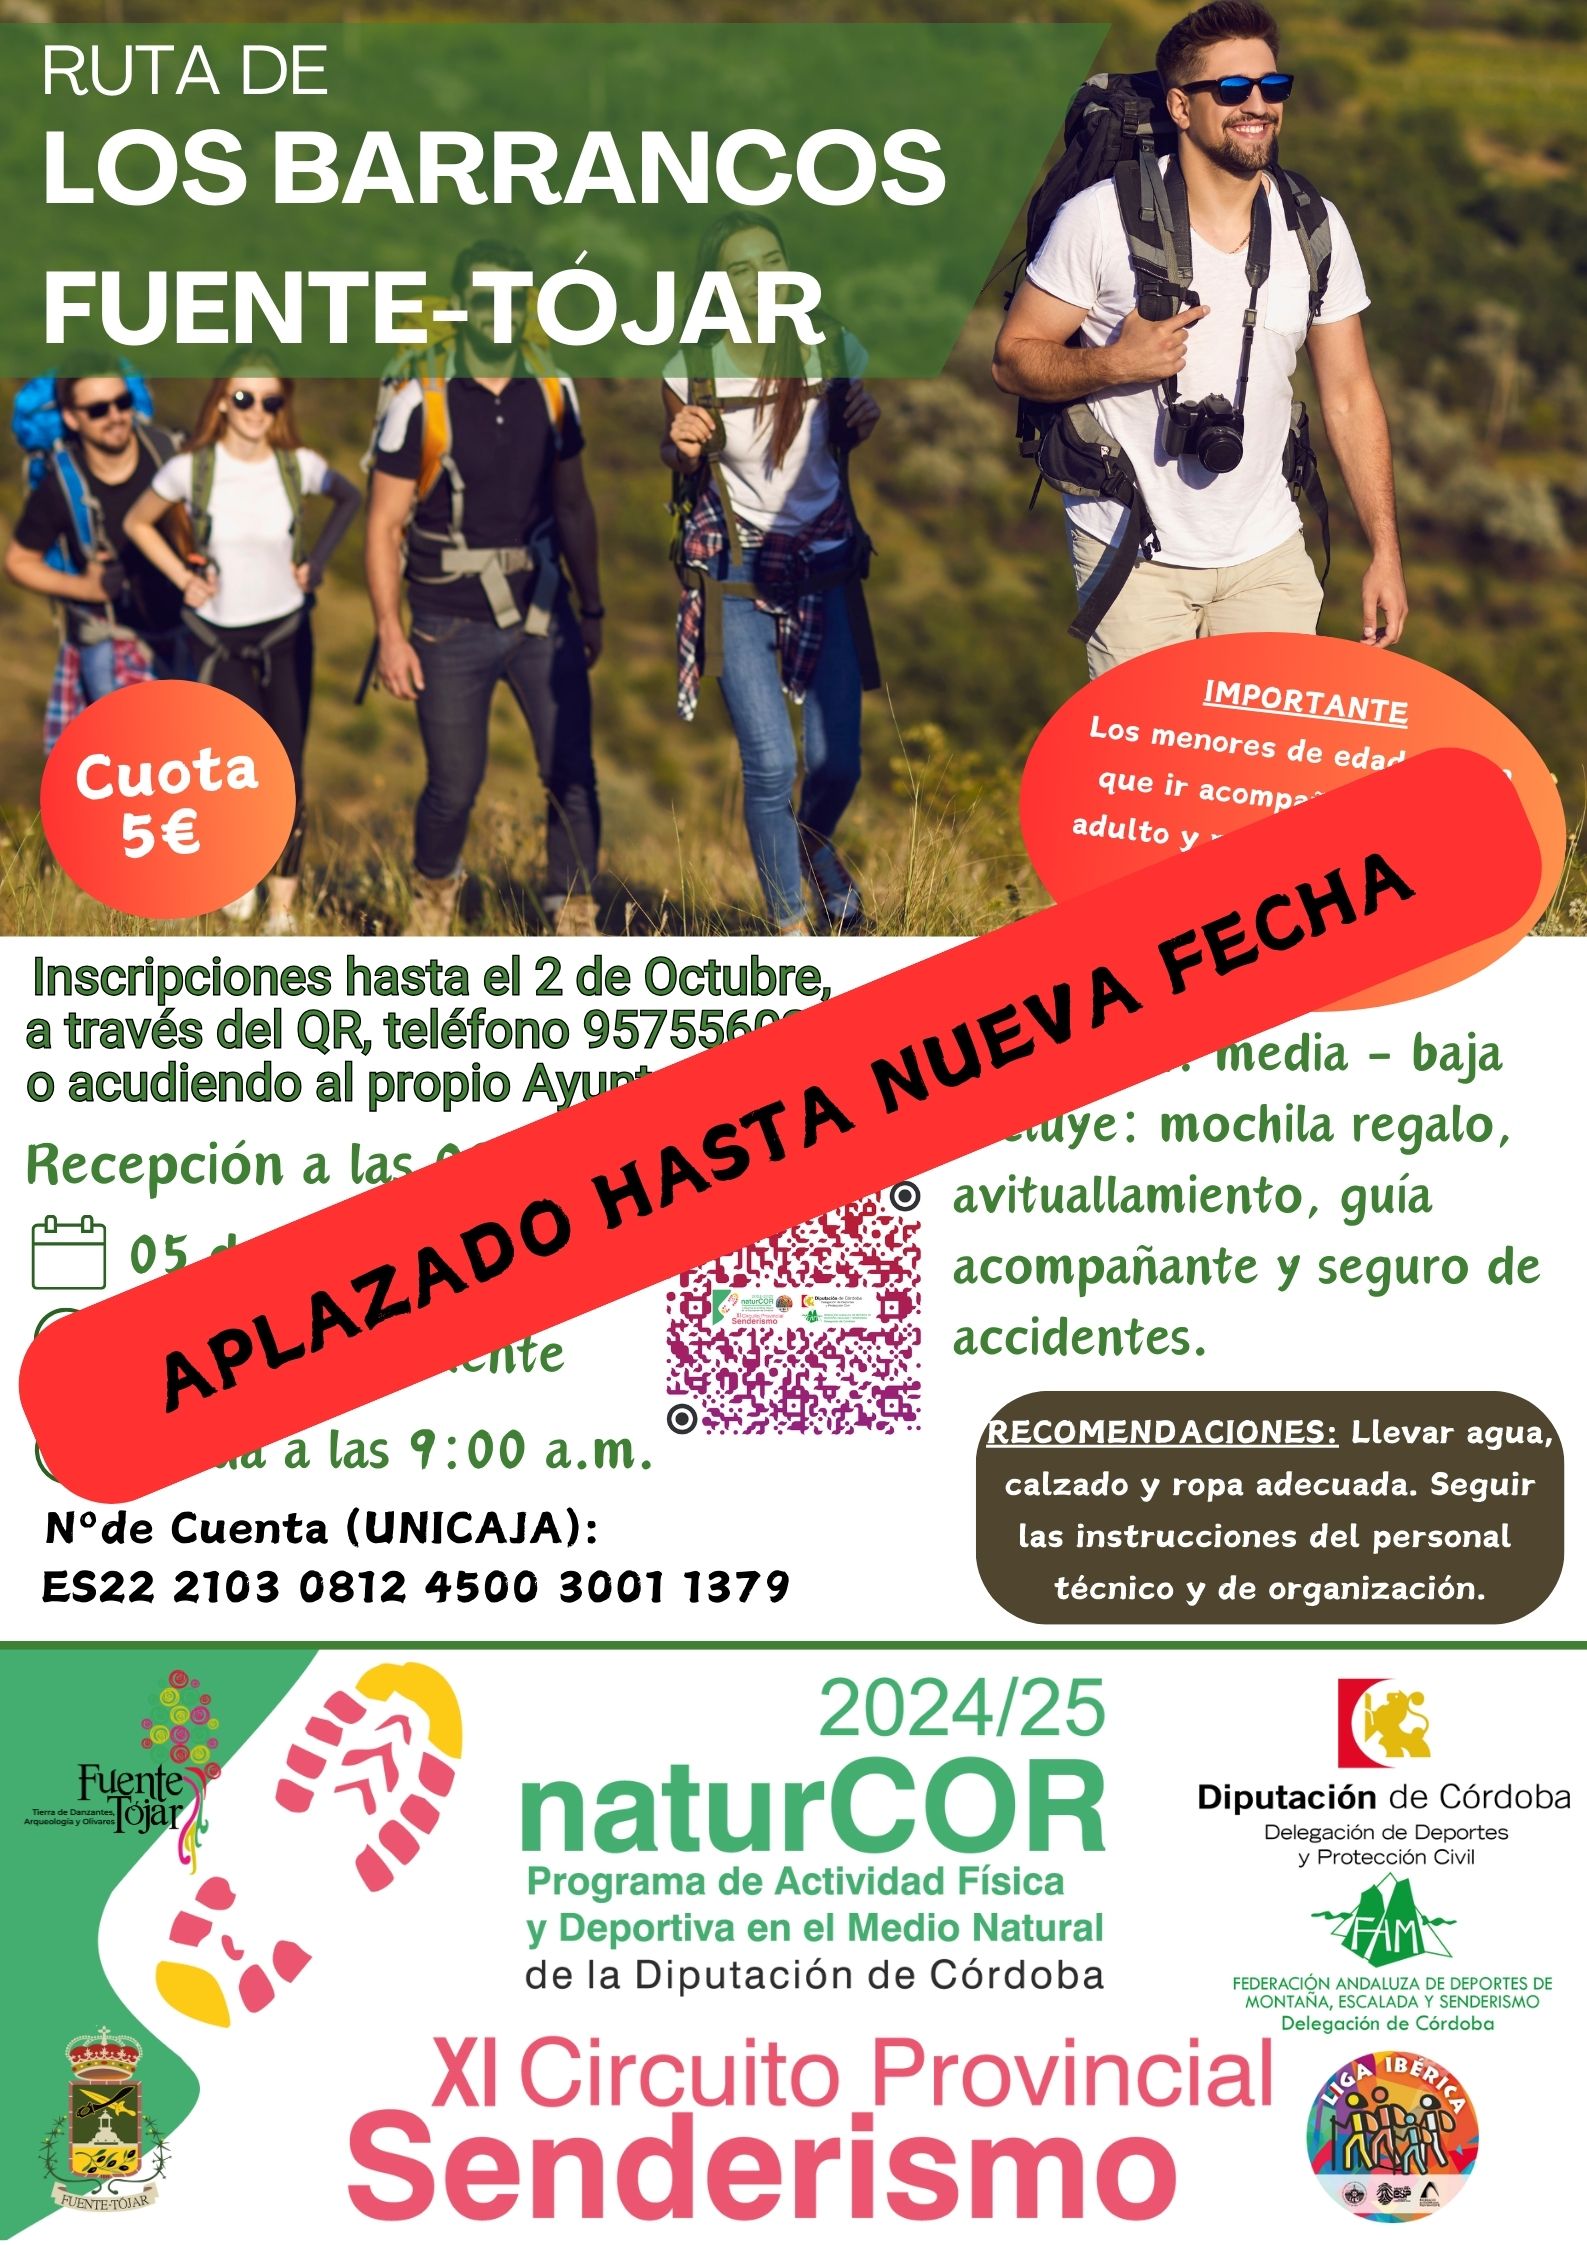 RUTA DE
LOS BARRANCOS
FUENTE-TÓJAR
Cuota
5€
IMPORTANTE
Los menores de edad
que ir
adulto y
APLAZADO HASTA NUEVA FECHA
Inscripciones hasta el 2 de Octubre,
a través del QR, teléfono
o acudiendo al propio
Recepción a las
05
a las 9:00 a.m.
Nºde Cuenta (UNICAJA):
ES22 2103 0812 4500 3001 1379
media - baja
mochila regalo,
avituallamiento, guía
acompañante y seguro de
accidentes.
RECOMENDACIONES: Llevar agua,
calzado y ropa adecuada. Seguir
las instrucciones del personal
técnico y de organización.
Fuente
Tójar
Tierra de Danzantes,
Arqueología y Olivares
2024/25
naturCOR
Programa de Actividad Física
y Deportiva en el Medio Natural
de la Diputación de Córdoba
XI Circuito Provincial
Senderismo
Diputación de Córdoba
Delegación de Deportes
y Protección Civil
FAM
FEDERACIÓN ANDALUZA DE DEPORTES DE
MONTAÑA, ESCALADA Y SENDERISMO
Delegación de Córdoba
LIGA IBÉRICA
FUENTE-TÓJAR